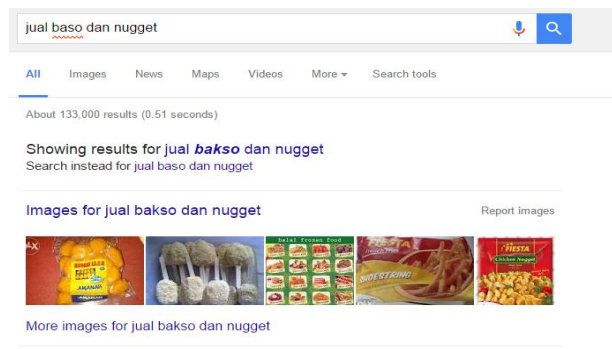 jual baso dan nugget
All Images News Maps Videos More Search tools
About 133,000 results (0.51 seconds)
Showing results for jual bakso dan nugget
Search instead for jual baso dan nugget
Images for jual bakso dan nugget Report images
halal frozen food
FIESTA
FIESTA
Chicken Nugget
More images for jual bakso dan nugget